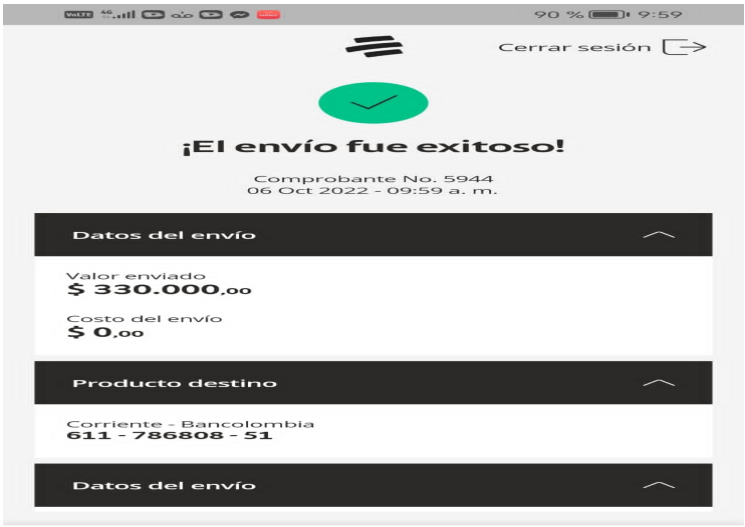 VoLTE 4G 90 % 9:59
Cerrar sesión
¡El envío fue exitoso!
Comprobante No. 5944
06 Oct 2022 - 09:59 a. m.
Datos del envío
Valor enviado
$ 330.000,00
Costo del envío
$ 0,00
Producto destino
Corriente - Bancolombia
611 - 786808 - 51
Datos del envío